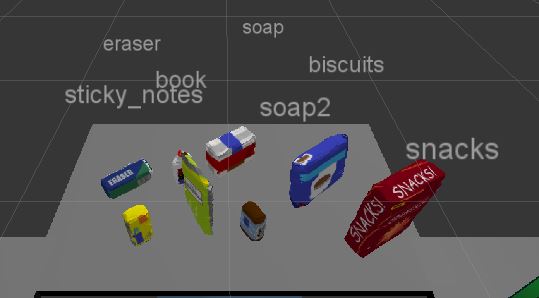 soap
eraser
biscuits
book
sticky_notes
soap2
snacks
ERASER
SNACKS!
SNACKS!